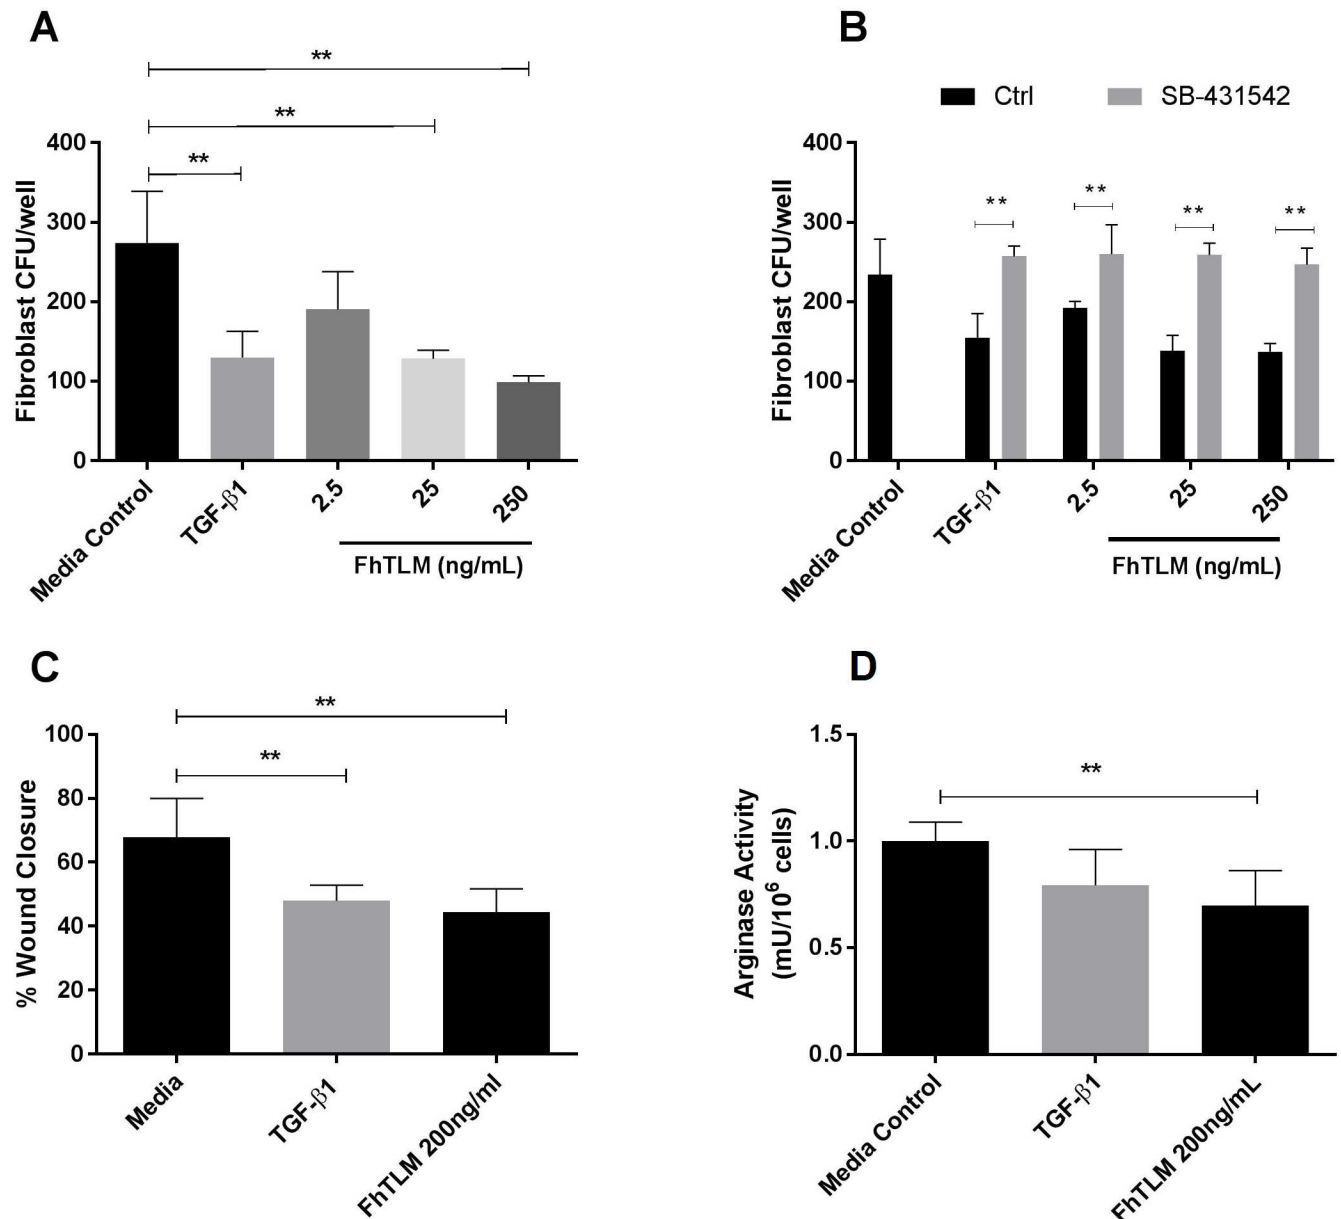 A
**
**
**
400
300
200
100
0
Fibroblast CFU/well
Media Control
TGF-β1
2.5
25
250
FhTLM (ng/mL)
B
Ctrl
SB-431542
**
**
**
**
400
300
200
100
0
Fibroblast CFU/well
Media Control
TGF-β1
2.5
25
250
FhTLM (ng/mL)
C
**
**
100
80
60
40
20
0
% Wound Closure
Media
TGF-β1
FhTLM 200ng/ml
D
**
1.5
1.0
0.5
0.0
Arginase Activity
(mU/10⁶ cells)
Media Control
TGF-β1
FhTLM 200ng/mL